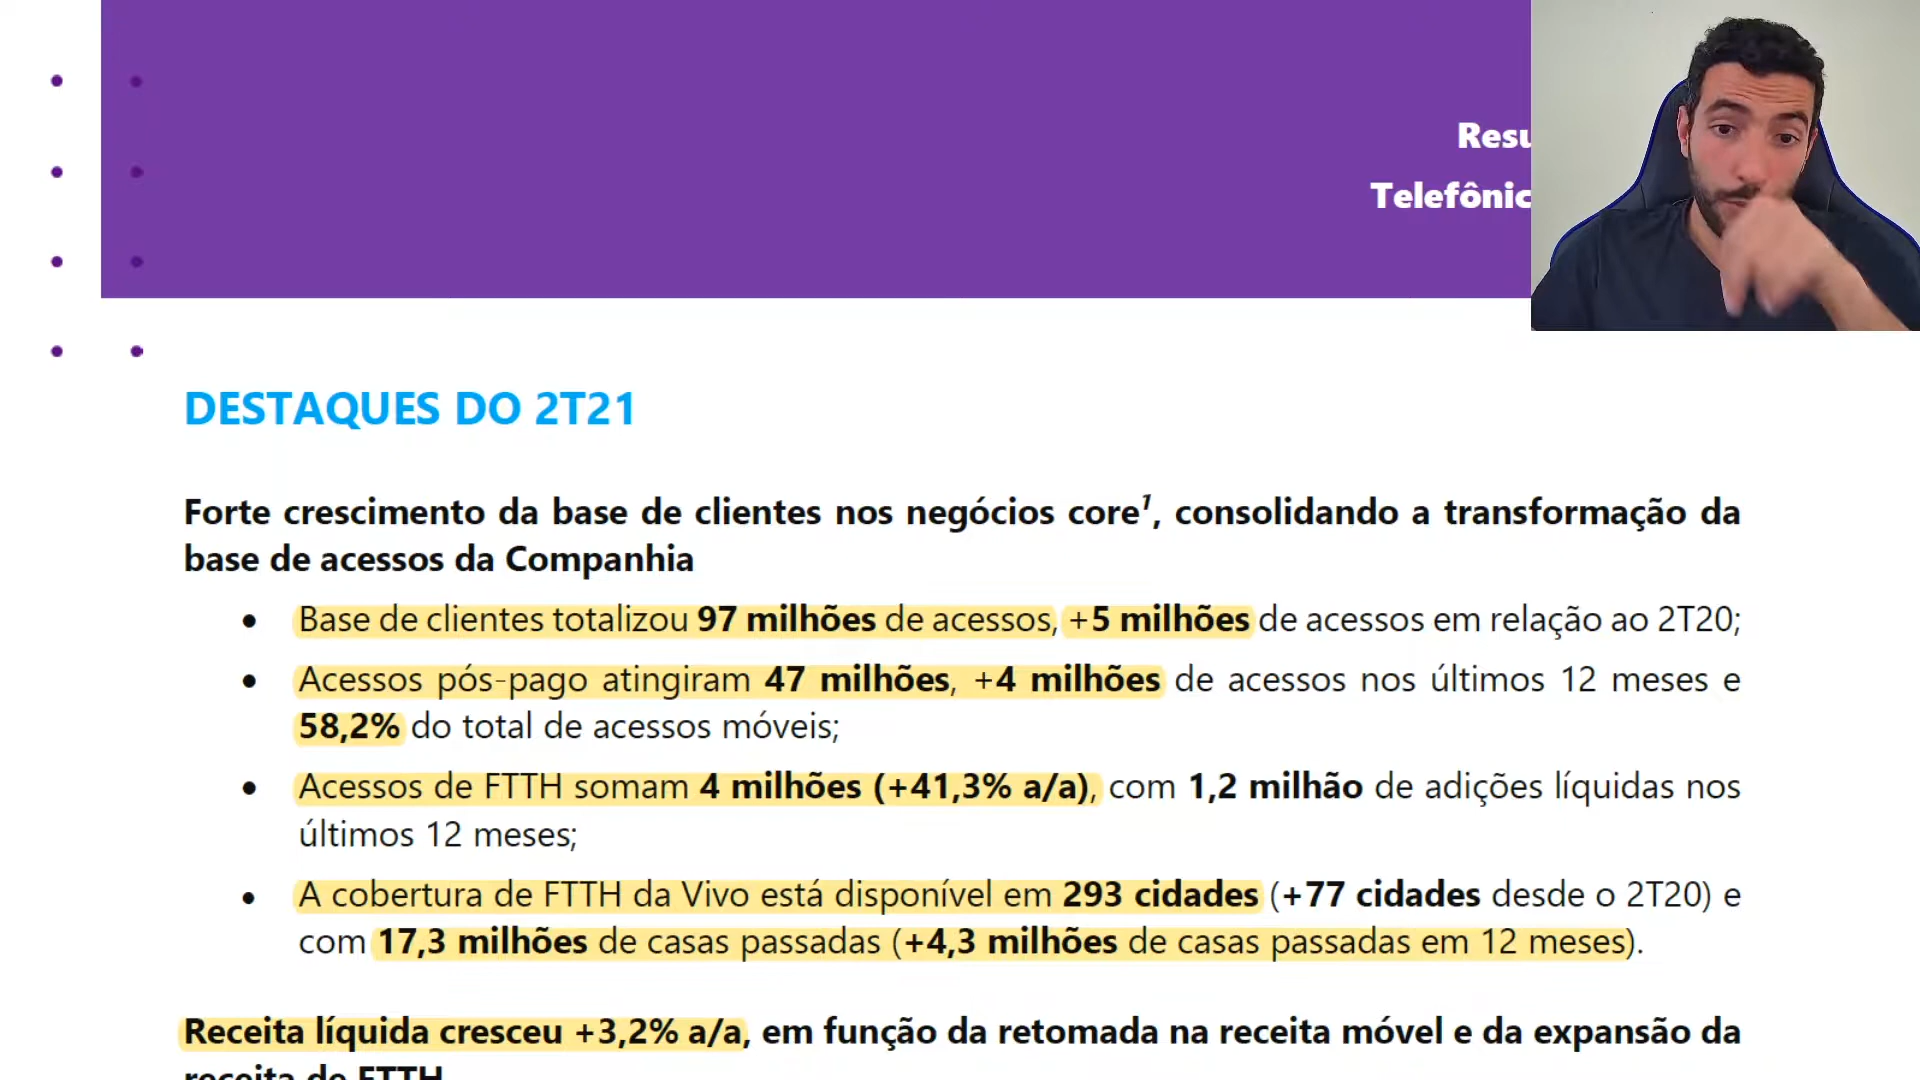 Resu
Telefônic
DESTAQUES DO 2T21
Forte crescimento da base de clientes nos negócios core¹, consolidando a transformação da
base de acessos da Companhia
• Base de clientes totalizou 97 milhões de acessos, +5 milhões de acessos em relação ao 2T20;
• Acessos pós-pago atingiram 47 milhões, +4 milhões de acessos nos últimos 12 meses e
58,2% do total de acessos móveis;
• Acessos de FTTH somam 4 milhões (+41,3% a/a), com 1,2 milhão de adições líquidas nos
últimos 12 meses;
• A cobertura de FTTH da Vivo está disponível em 293 cidades (+77 cidades desde o 2T20) e
com 17,3 milhões de casas passadas (+4,3 milhões de casas passadas em 12 meses).
Receita líquida cresceu +3,2% a/a, em função da retomada na receita móvel e da expansão da
receita de FTTH